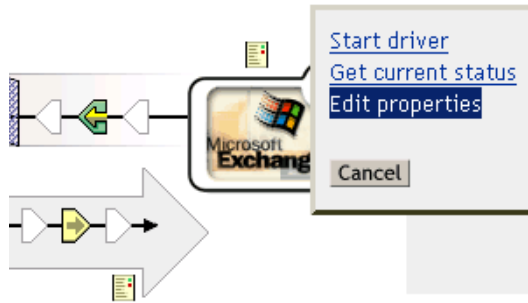 Start driver
Get current status
Edit properties
Microsoft
Exchang
Cancel